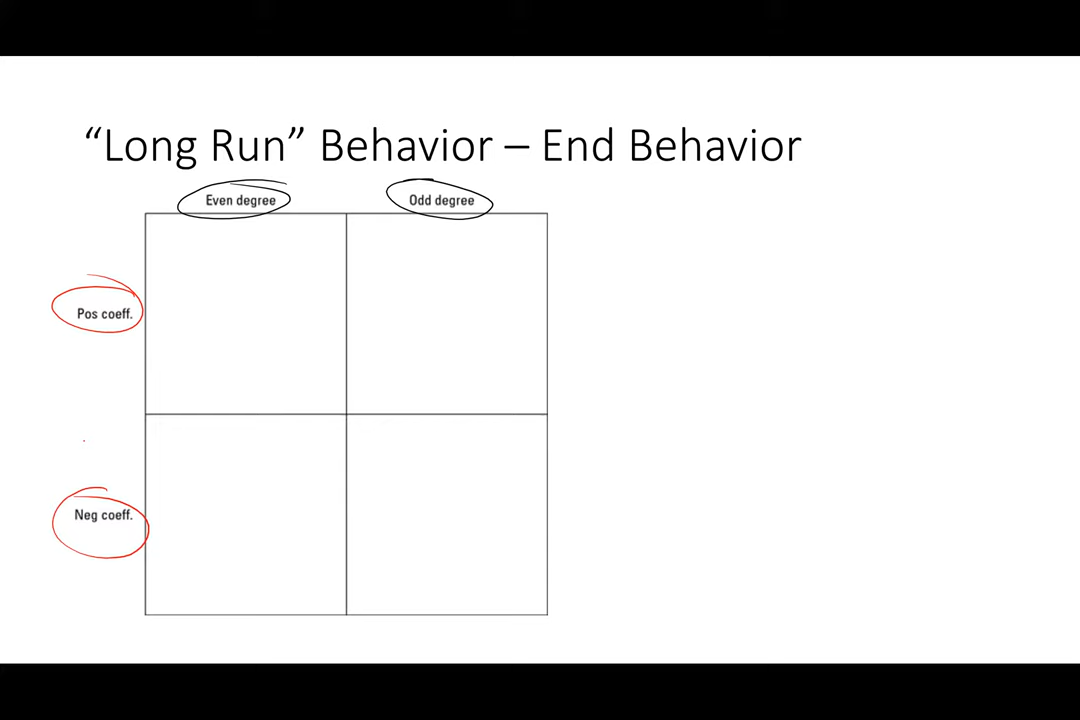 “Long Run” Behavior – End Behavior
Even degree
Odd degree
Pos coeff.
Neg coeff.